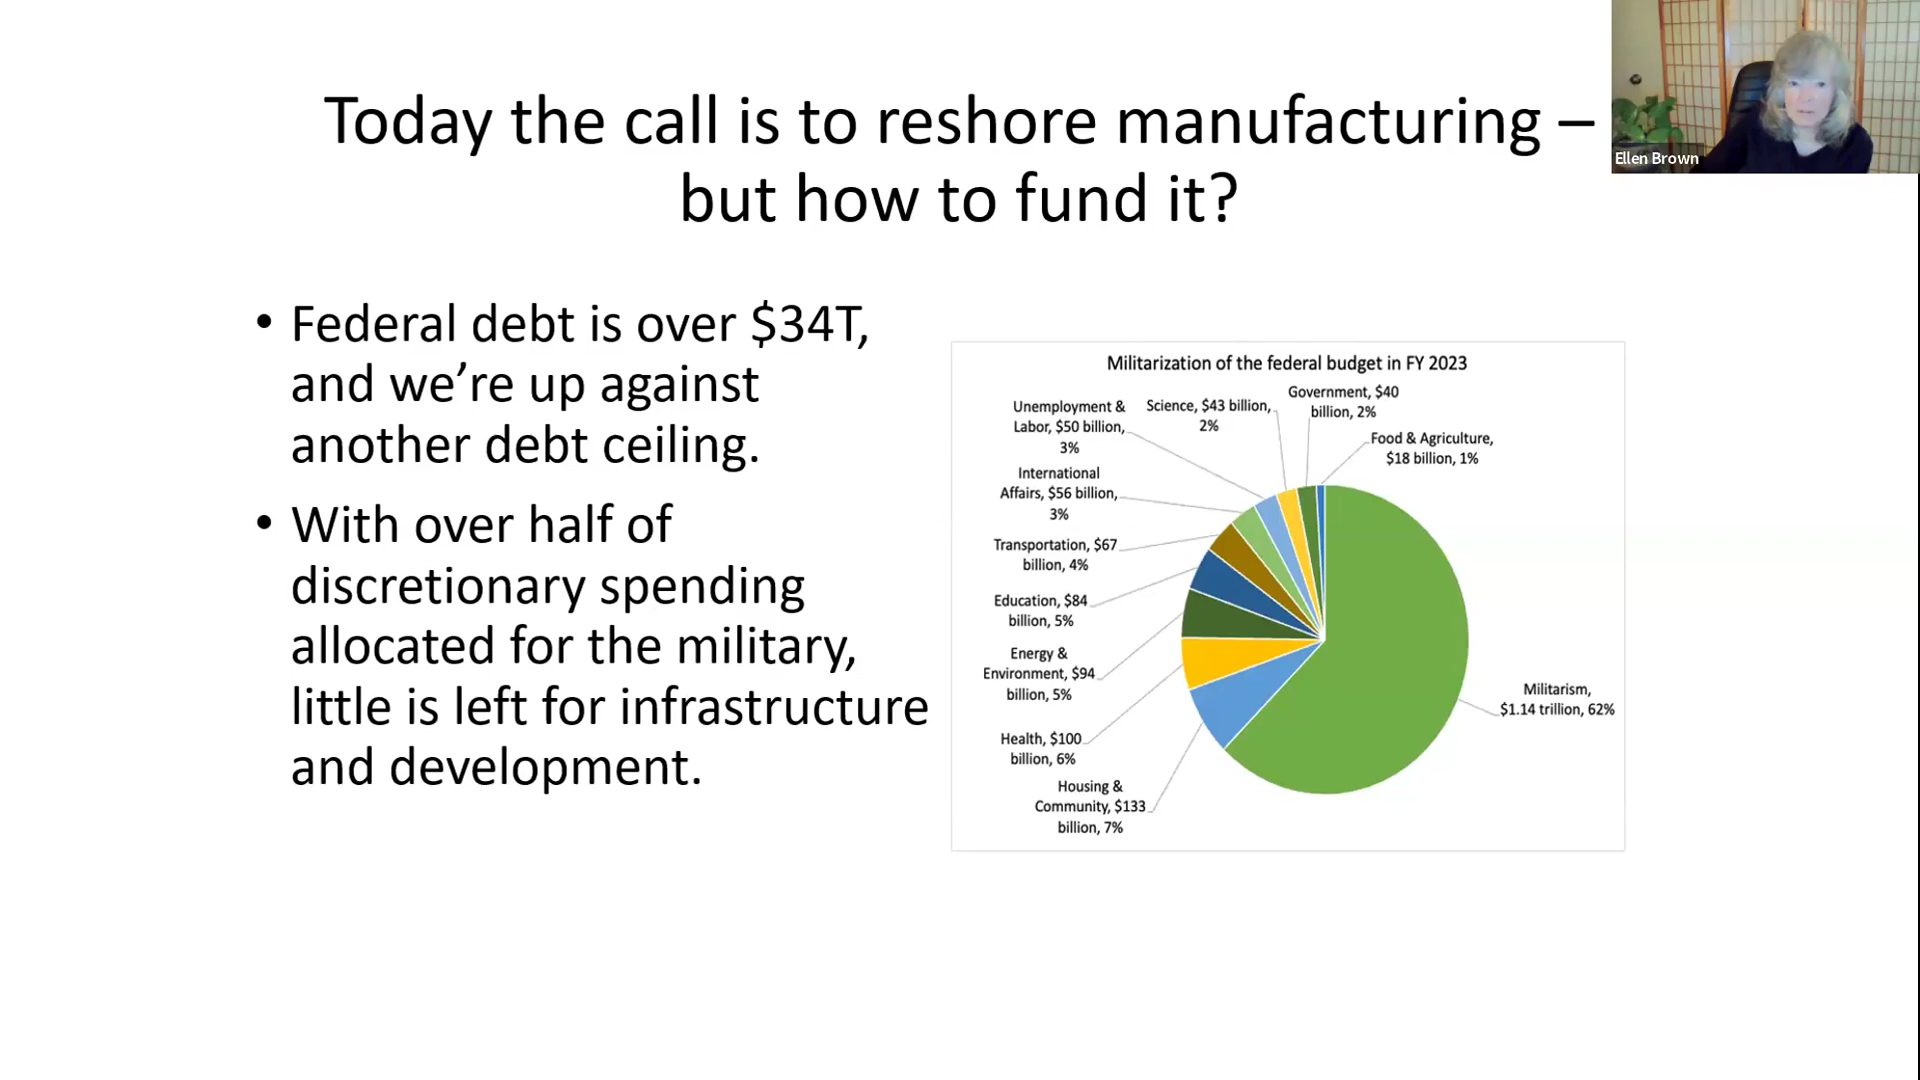 Today the call is to reshore manufacturing –
but how to fund it?
Ellen Brown
• Federal debt is over $34T,
and we’re up against
another debt ceiling.
• With over half of
discretionary spending
allocated for the military,
little is left for infrastructure
and development.
Militarization of the federal budget in FY 2023
Unemployment &
Labor, $50 billion,
3%
Science, $43 billion,
2%
Government, $40
billion, 2%
Food & Agriculture,
$18 billion, 1%
International
Affairs, $56 billion,
3%
Transportation, $67
billion, 4%
Education, $84
billion, 5%
Energy &
Environment, $94
billion, 5%
Health, $100
billion, 6%
Housing &
Community, $133
billion, 7%
Militarism,
$1.14 trillion, 62%